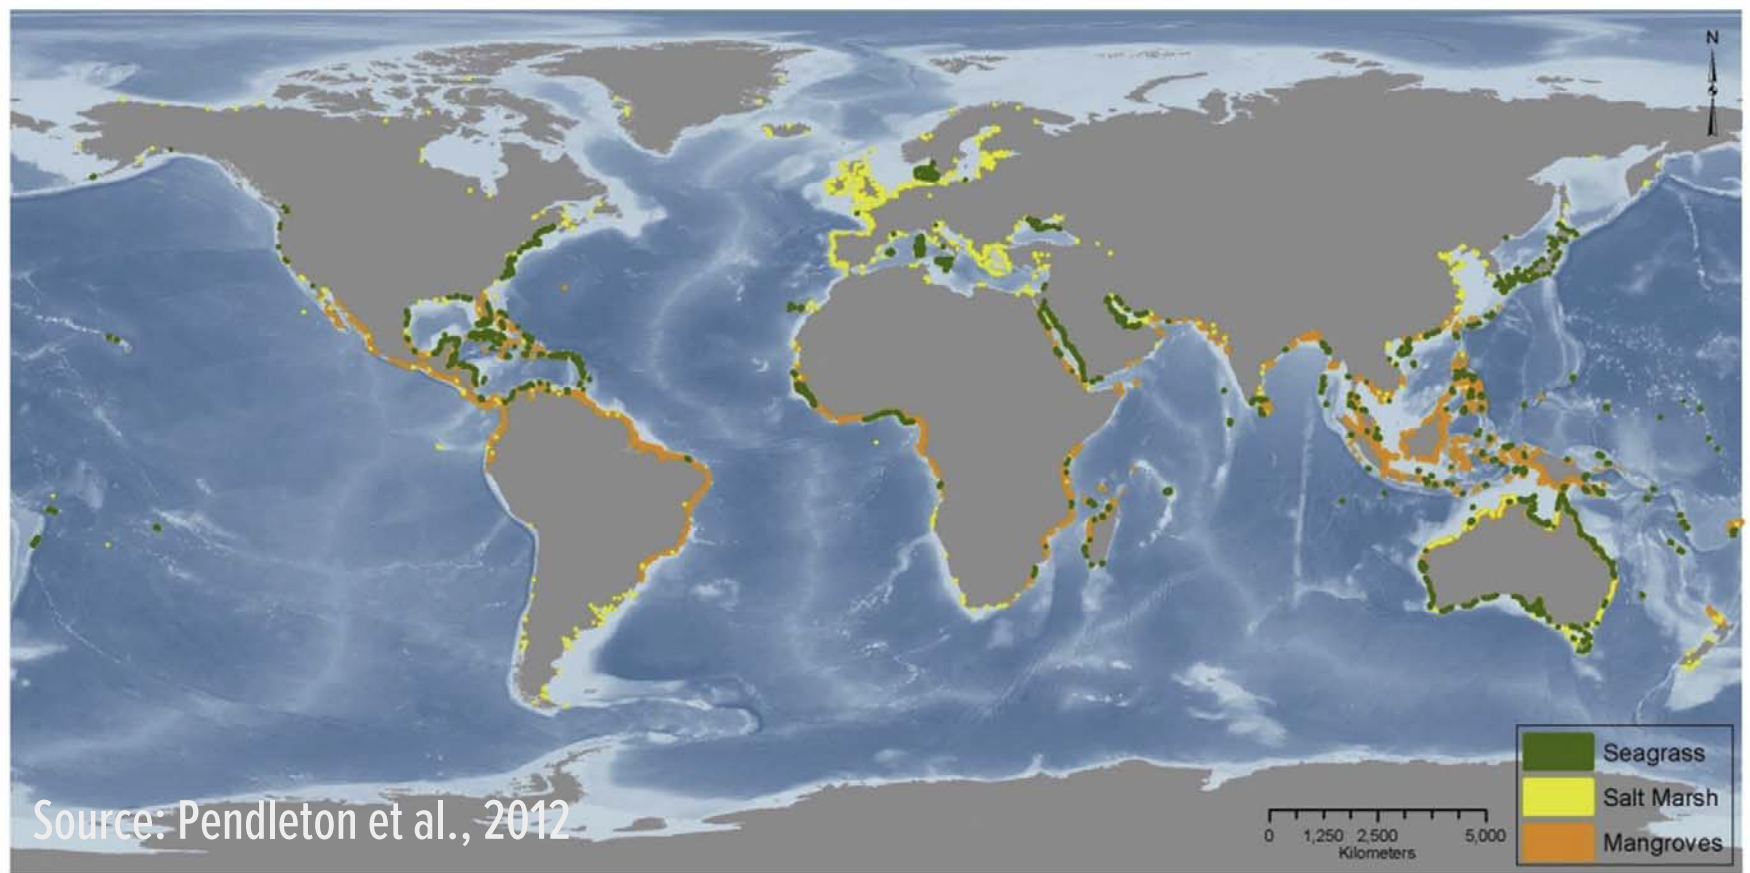 N
Seagrass
Salt Marsh
Mangroves
0 1,250 2,500 5,000
Kilometers
Source: Pendleton et al., 2012